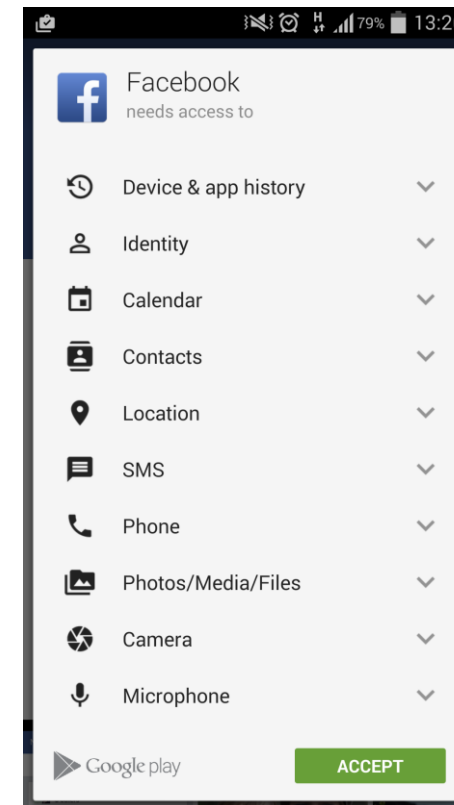 H 79% 13:2
Facebook
needs access to
Device & app history
Identity
Calendar
Contacts
Location
SMS
Phone
Photos/Media/Files
Camera
Microphone
Google play ACCEPT